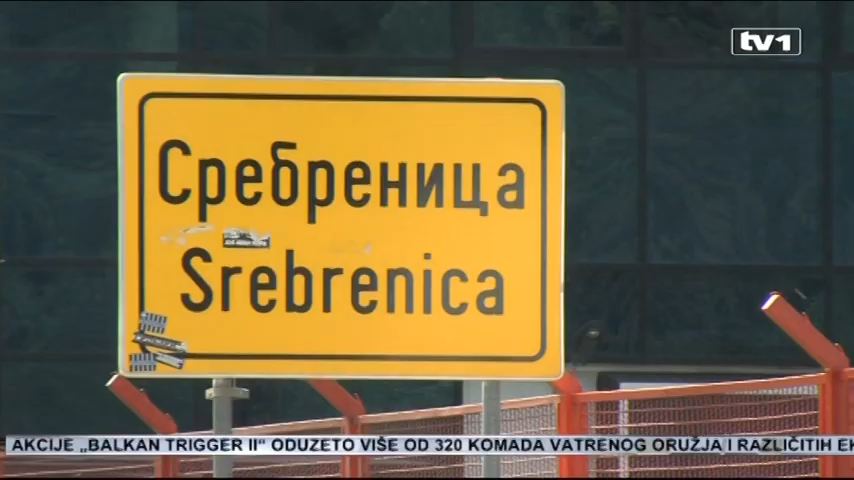 tv1
Сребреница
Srebrenica
AKCIJE „BALKAN TRIGGER II“ ODUZETO VIŠE OD 320 KOMADA VATRENOG ORUŽJA I RAZLIČITIH